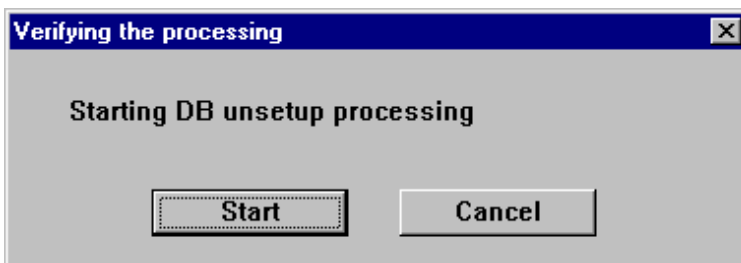 Verifying the processing
Starting DB unsetup processing
Start Cancel